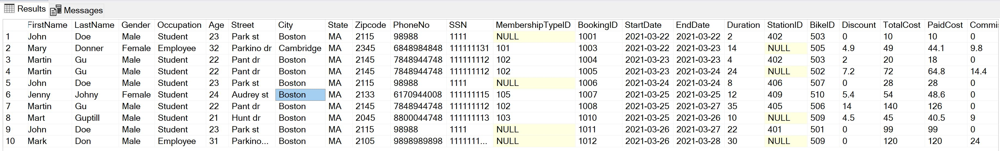 Results Messages
FirstName LastName Gender Occupation Age Street City State Zipcode PhoneNo SSN MembershipTypeID BookingID StartDate EndDate Duration StationID BikeID Discount TotalCost PaidCost Commis
1 John Doe Male Student 23 Park st Boston MA 2115 98988 1111 NULL 1001 2021-03-22 2021-03-22 2 402 503 0 10 10 0
2 Mary Donner Female Employee 32 Parkino dr Cambridge MA 2345 6848984848 111111131 101 1003 2021-03-22 2021-03-23 14 NULL 505 4.9 49 44.1 9.8
3 Martin Gu Male Student 22 Pant dr Boston MA 2145 7848944748 111111112 102 1004 2021-03-23 2021-03-23 4 402 503 2 20 18 0
4 Martin Gu Male Student 22 Pant dr Boston MA 2145 7848944748 111111112 102 1005 2021-03-23 2021-03-24 24 NULL 502 7.2 72 64.8 14.4
5 John Doe Male Student 23 Park st Boston MA 2115 98988 1111 NULL 1006 2021-03-24 2021-03-24 8 406 507 0 28 28 0
6 Jenny Johny Female Student 24 Audrey st Boston MA 2133 6170944008 111111115 105 1007 2021-03-25 2021-03-25 12 409 510 5.4 54 48.6 0
7 Martin Gu Male Student 22 Pant dr Boston MA 2145 7848944748 111111112 102 1008 2021-03-25 2021-03-27 35 405 506 14 140 126 0
8 Mart Guptill Male Student 21 Hunt dr Boston MA 2045 8800044748 111111113 103 1010 2021-03-25 2021-03-26 10 NULL 509 4.5 45 40.5 9
9 John Doe Male Student 23 Park st Boston MA 2115 98988 1111 NULL 1011 2021-03-26 2021-03-27 22 401 501 0 99 99 0
10 Mark Don Male Employee 31 Parkino... Boston MA 2105 9898989898 1111111... NULL 1012 2021-03-26 2021-03-28 30 NULL 509 0 120 120 24